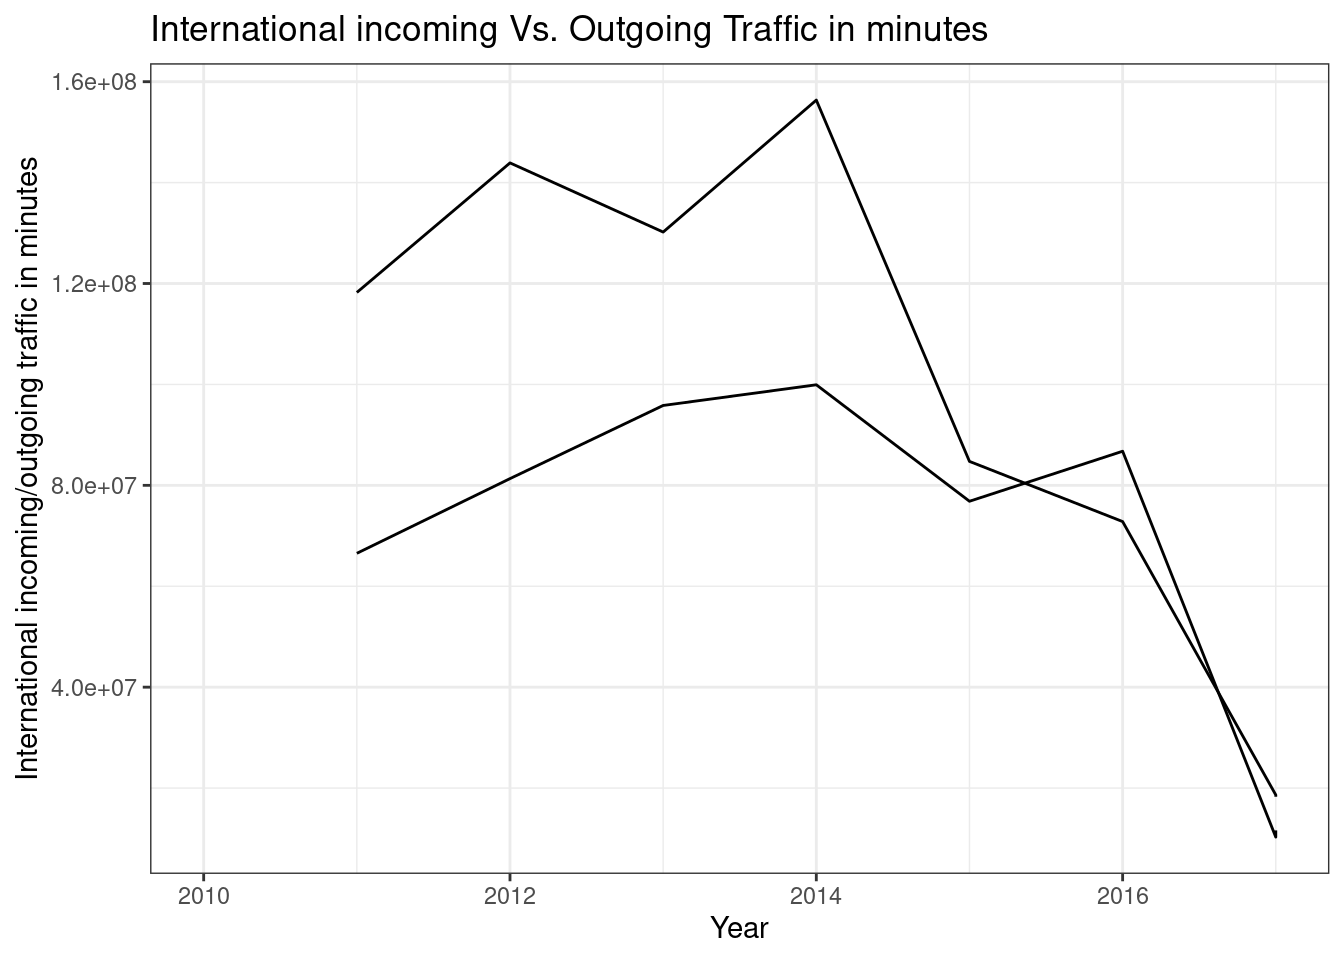 International incoming Vs. Outgoing Traffic in minutes
International incoming/outgoing traffic in minutes
1.6e+08
1.2e+08
8.0e+07
4.0e+07
2010
2012
2014
2016
Year